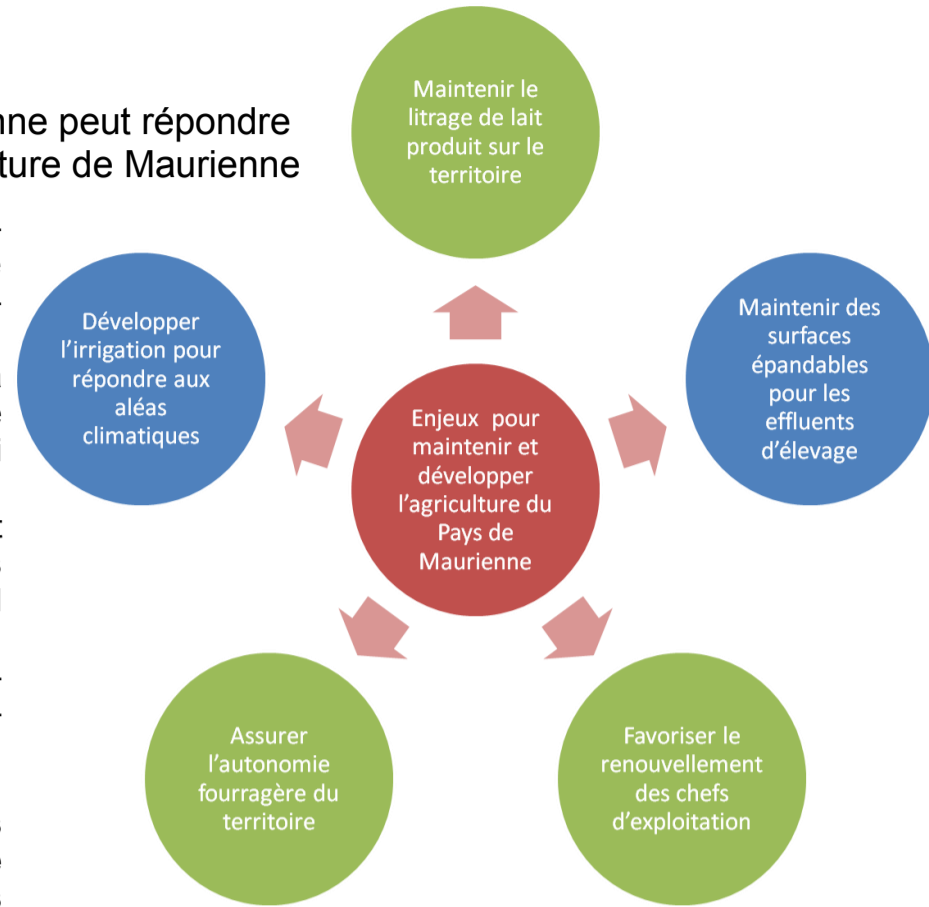 nne peut répondre
ture de Maurienne
Maintenir le
litrage de lait
produit sur le
territoire
Développer
l’irrigation pour
répondre aux
aléas
climatiques
Maintenir des
surfaces
épandables
pour les
effluents
d’élevage
Enjeux pour
maintenir et
développer
l’agriculture du
Pays de
Maurienne
Assurer
l’autonomie
fourragère du
territoire
Favoriser le
renouvellement
des chefs
d’exploitation